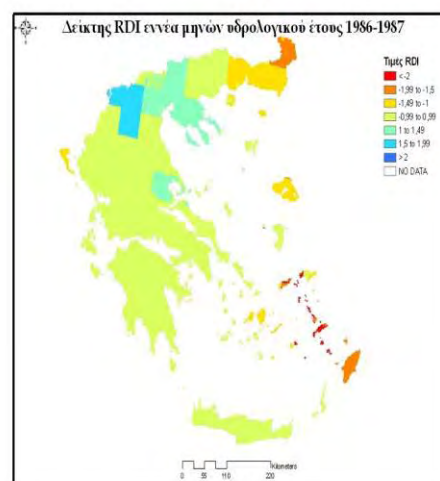 Δείκτης RDI εννέα μηνών υδρολογικού έτους 1986-1987
Τιμές RDI
<-2
-1,99 to -1,5
-1,49 to -1
-0,99 to 0,99
1 to 1,49
1,5 to 1,99
>2
NO DATA
Kilometers
0 55 110 220